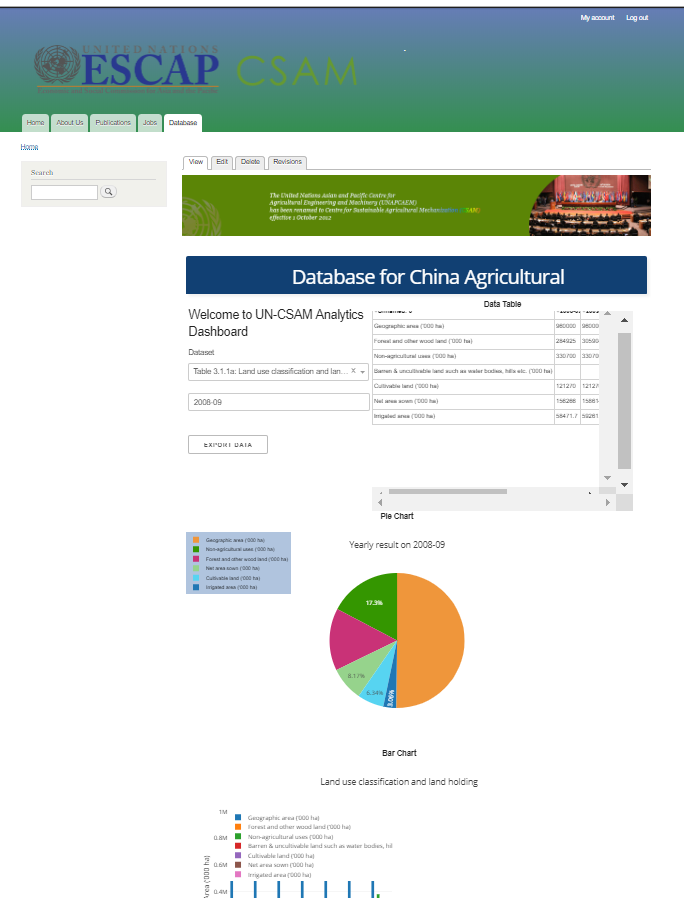 My account Log out
UNITED NATIONS
ESCAP CSAM
Home About Us Publications Jobs Database
Home
Search
View Edit Delete Revisions
The United Nations Asian and Pacific Centre for
Agricultural Engineering and Machinery (UNAPCAEM)
has been renamed to Centre for Sustainable Agricultural
effective 1 October 2012
Database for China Agricultural
Welcome to UN-CSAM Analytics
Dashboard
Dataset
Table 3.1.1a: Land use classification and lan... ×
2008-09
EXPORT DATA
Data Table
Geographic area ('000 ha) 960000 96000
Forest and other wood land ('000 ha) 284925 30590
Non-agricultural uses ('000 ha) 330700 33070
Barren & uncultivable land such as water bodies, hills etc. ('000 ha)
Cultivable land ('000 ha) 121270 12127
Net area sown ('000 ha) 156266 15861
Irrigated area ('000 ha) 58471.7 59261
Pie Chart
Geographic area ('000 ha)
Non-agricultural uses ('000 ha)
Forest and other wood land ('000 ha)
Net area sown ('000 ha)
Cultivable land ('000 ha)
Irrigated area ('000 ha)
Yearly result on 2008-09
17.3%
8.17%
6.34%
3.06%
Bar Chart
Land use classification and land holding
1M
0.8M
0.6M
0.4M
Area ('000 ha)
Geographic area ('000 ha)
Forest and other wood land ('000 ha)
Non-agricultural uses ('000 ha)
Barren & uncultivable land such as water bodies, hil
Cultivable land ('000 ha)
Net area sown ('000 ha)
Irrigated area ('000 ha)